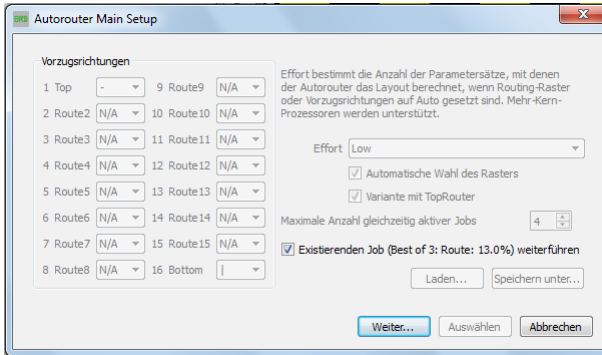 Autorouter Main Setup
Vorzugsrichtungen
1 Top - 9 Route9 N/A
2 Route2 N/A 10 Route10 N/A
3 Route3 N/A 11 Route11 N/A
4 Route4 N/A 12 Route12 N/A
5 Route5 N/A 13 Route13 N/A
6 Route6 N/A 14 Route14 N/A
7 Route7 N/A 15 Route15 N/A
8 Route8 N/A 16 Bottom |
Effort bestimmt die Anzahl der Parametersätze, mit denen
der Autorouter das Layout berechnet, wenn Routing-Raster
oder Vorzugsrichtungen auf Auto gesetzt sind. Mehr-Kern-
Prozessoren werden unterstützt.
Effort Low
Automatische Wahl des Rasters
Variante mit TopRouter
Maximale Anzahl gleichzeitig aktiver Jobs 4
Existierenden Job (Best of 3: Route: 13.0%) weiterführen
Laden... Speichern unter...
Weiter... Auswählen Abbrechen